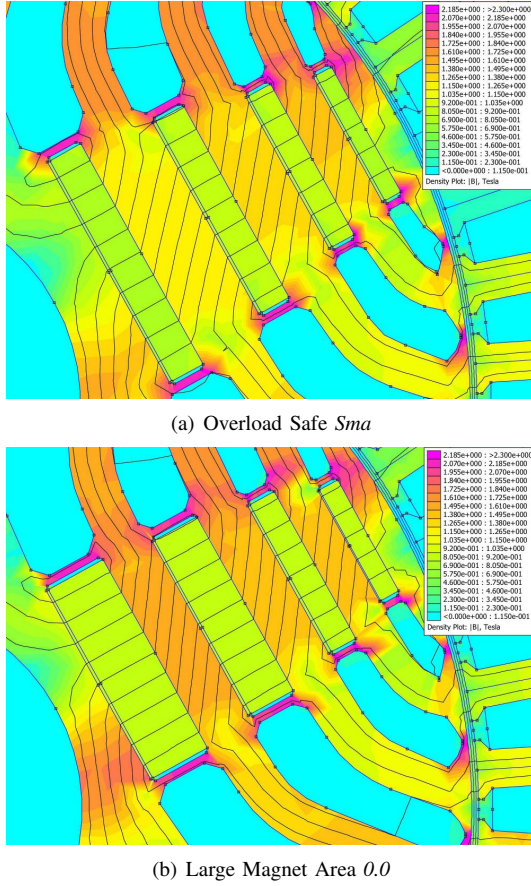 2.185e+000 : >2.300e+000
2.070e+000 : 2.185e+000
1.955e+000 : 2.070e+000
1.840e+000 : 1.955e+000
1.725e+000 : 1.840e+000
1.610e+000 : 1.725e+000
1.495e+000 : 1.610e+000
1.380e+000 : 1.495e+000
1.265e+000 : 1.380e+000
1.150e+000 : 1.265e+000
1.035e+000 : 1.150e+000
9.200e-001 : 1.035e+000
8.050e-001 : 9.200e-001
6.900e-001 : 8.050e-001
5.750e-001 : 6.900e-001
4.600e-001 : 5.750e-001
3.450e-001 : 4.600e-001
2.300e-001 : 3.450e-001
1.150e-001 : 2.300e-001
<0.000e+000 : 1.150e-001
Density Plot: |B|, Tesla
(a) Overload Safe Sma
2.185e+000 : >2.300e+000
2.070e+000 : 2.185e+000
1.955e+000 : 2.070e+000
1.840e+000 : 1.955e+000
1.725e+000 : 1.840e+000
1.610e+000 : 1.725e+000
1.495e+000 : 1.610e+000
1.380e+000 : 1.495e+000
1.265e+000 : 1.380e+000
1.150e+000 : 1.265e+000
1.035e+000 : 1.150e+000
9.200e-001 : 1.035e+000
8.050e-001 : 9.200e-001
6.900e-001 : 8.050e-001
5.750e-001 : 6.900e-001
4.600e-001 : 5.750e-001
3.450e-001 : 4.600e-001
2.300e-001 : 3.450e-001
1.150e-001 : 2.300e-001
<0.000e+000 : 1.150e-001
Density Plot: |B|, Tesla
(b) Large Magnet Area 0.0